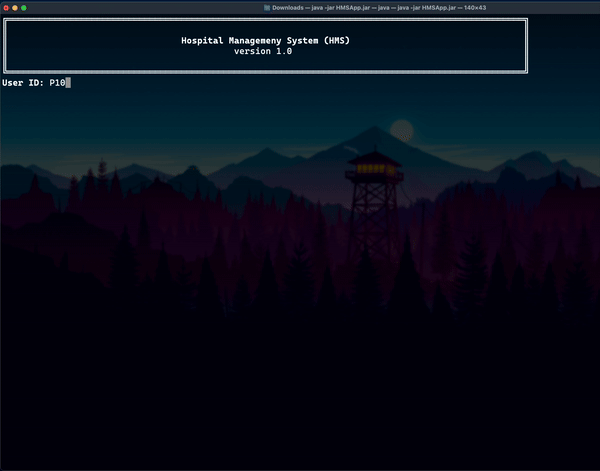 Downloads — java -jar HMSApp.jar — java — java -jar HMSApp.jar — 140×43
Hospital Managemeny System (HMS)
version 1.0
User ID: P10